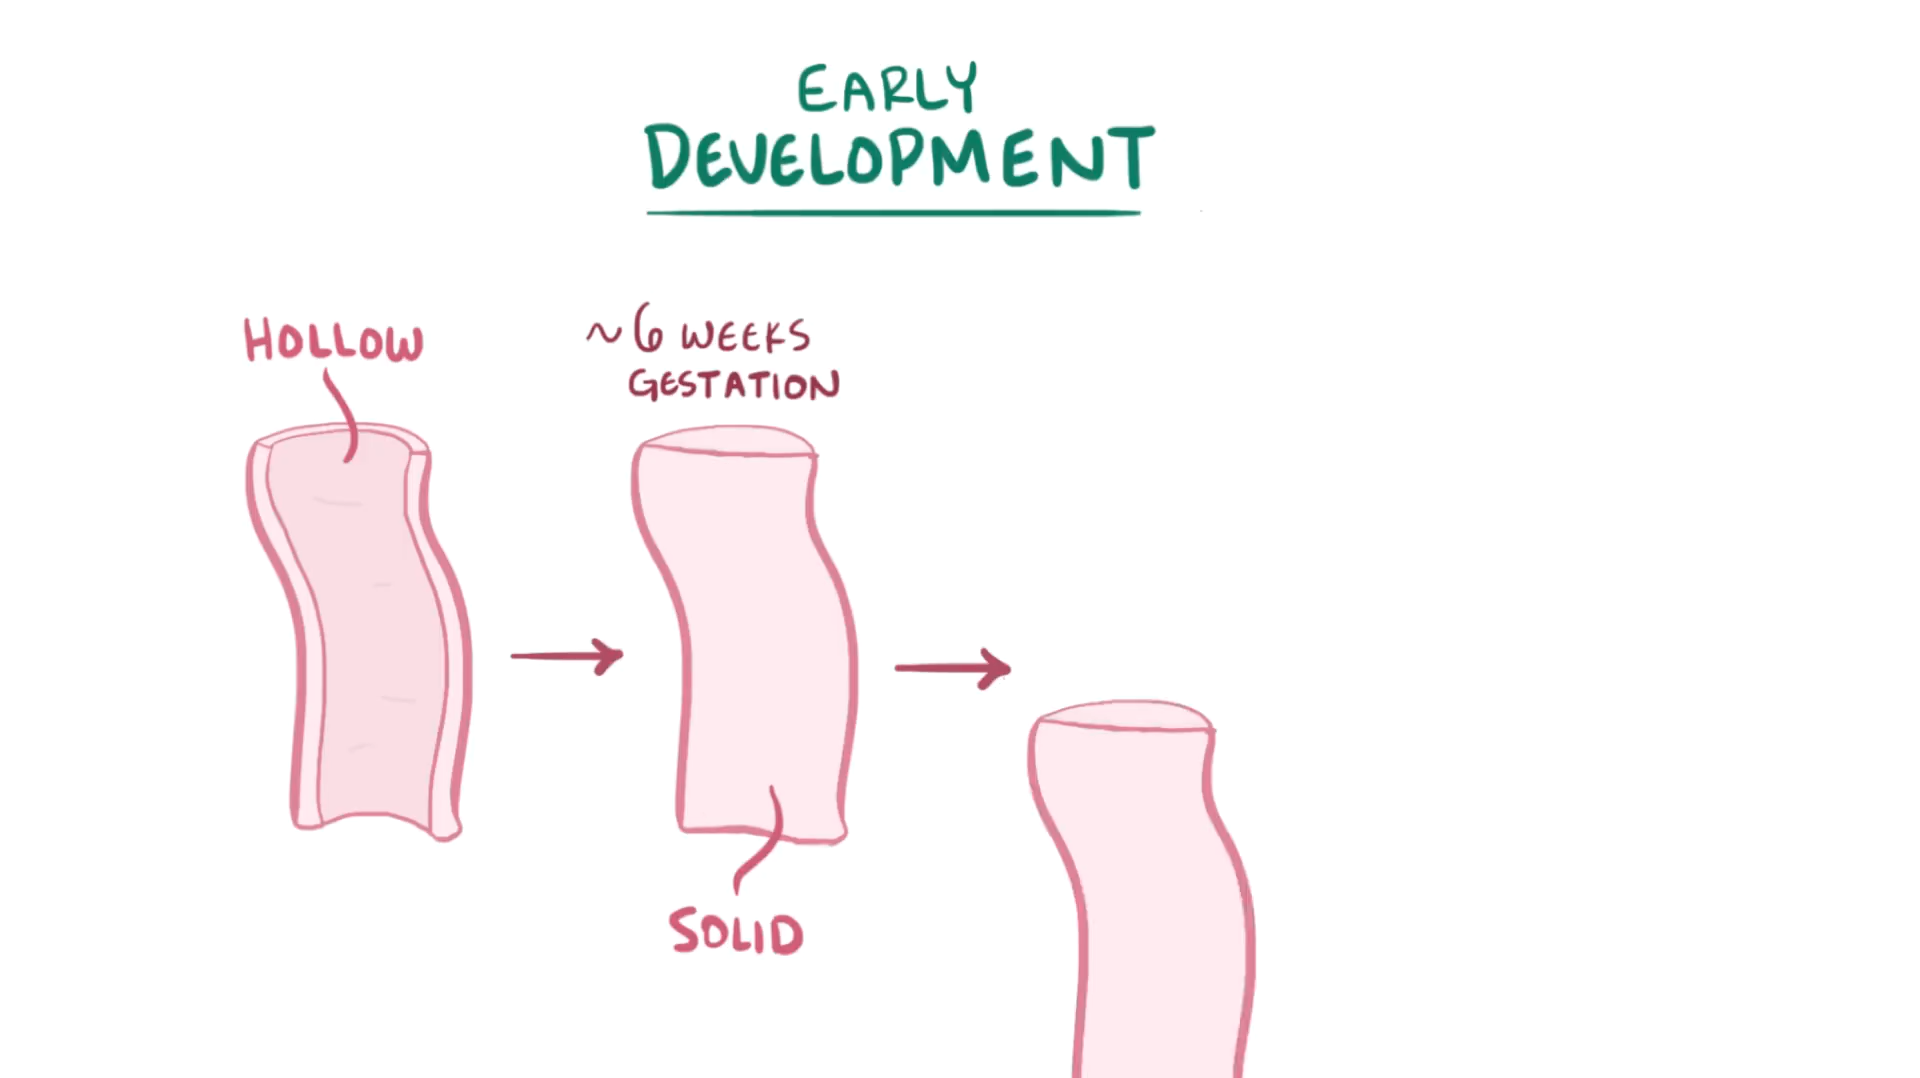 EARLY
DEVELOPMENT
HOLLOW
~6 WEEKS
GESTATION
SOLID